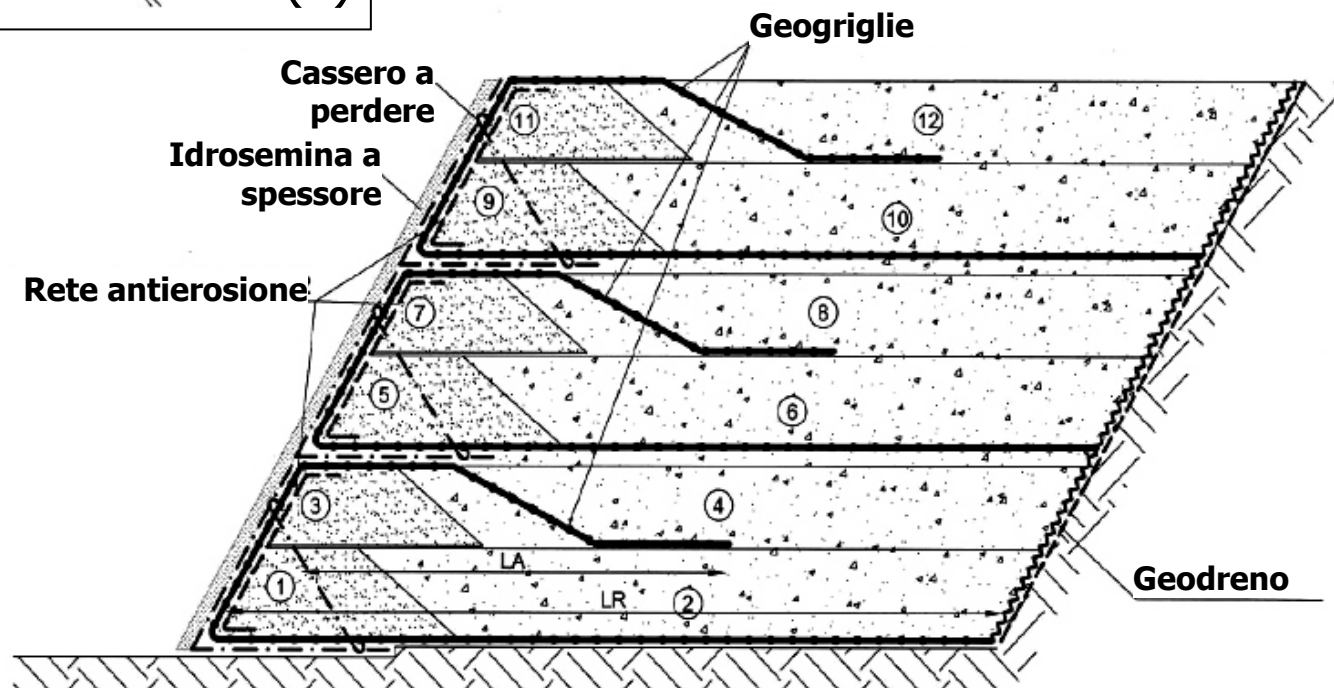 Geogriglie
Cassero a
perdere
Idrosemina a
spessore
Rete antierosione
11
12
9
10
7
8
5
6
3
4
LA
1
LR
2
Geodreno